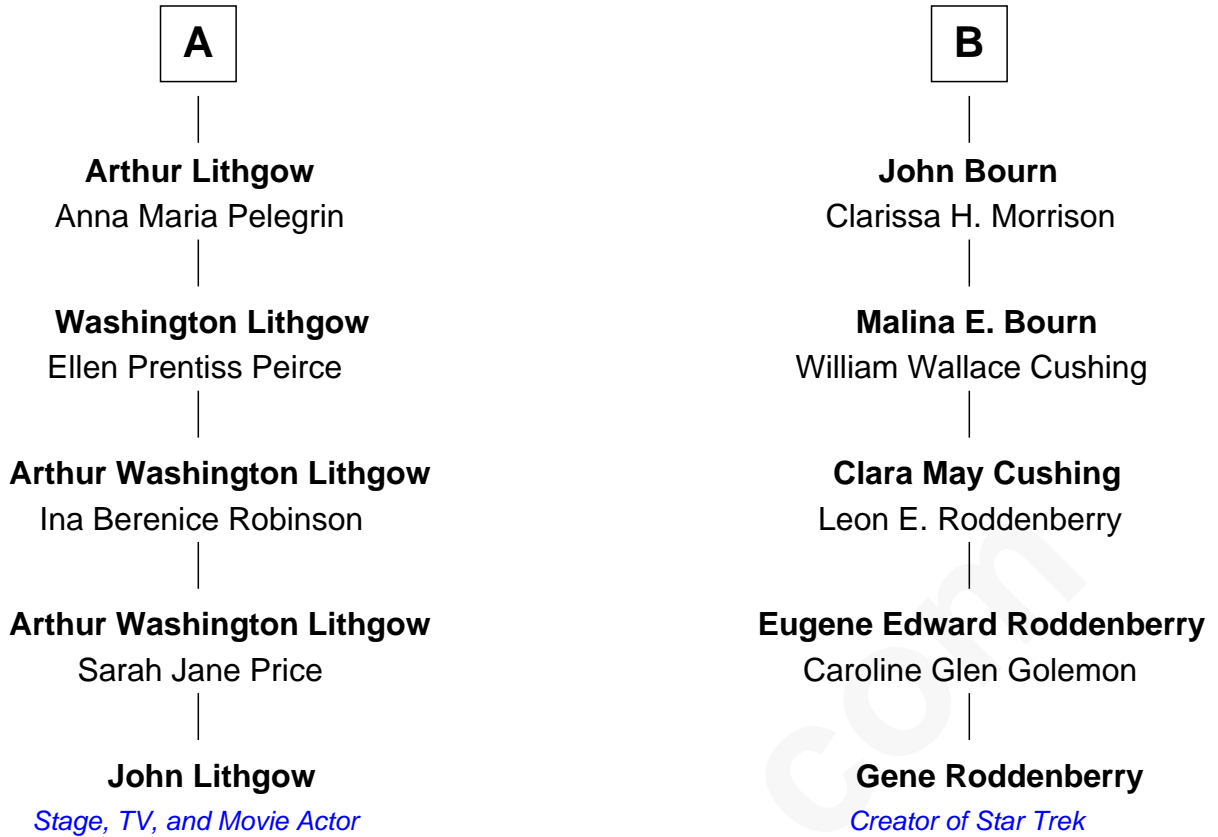 A
Arthur Lithgow
Anna Maria Pelegrin
Washington Lithgow
Ellen Prentiss Peirce
Arthur Washington Lithgow
Ina Berenice Robinson
Arthur Washington Lithgow
Sarah Jane Price
John Lithgow
Stage, TV, and Movie Actor
B
John Bourn
Clarissa H. Morrison
Malina E. Bourn
William Wallace Cushing
Clara May Cushing
Leon E. Roddenberry
Eugene Edward Roddenberry
Caroline Glen Golemon
Gene Roddenberry
Creator of Star Trek
com